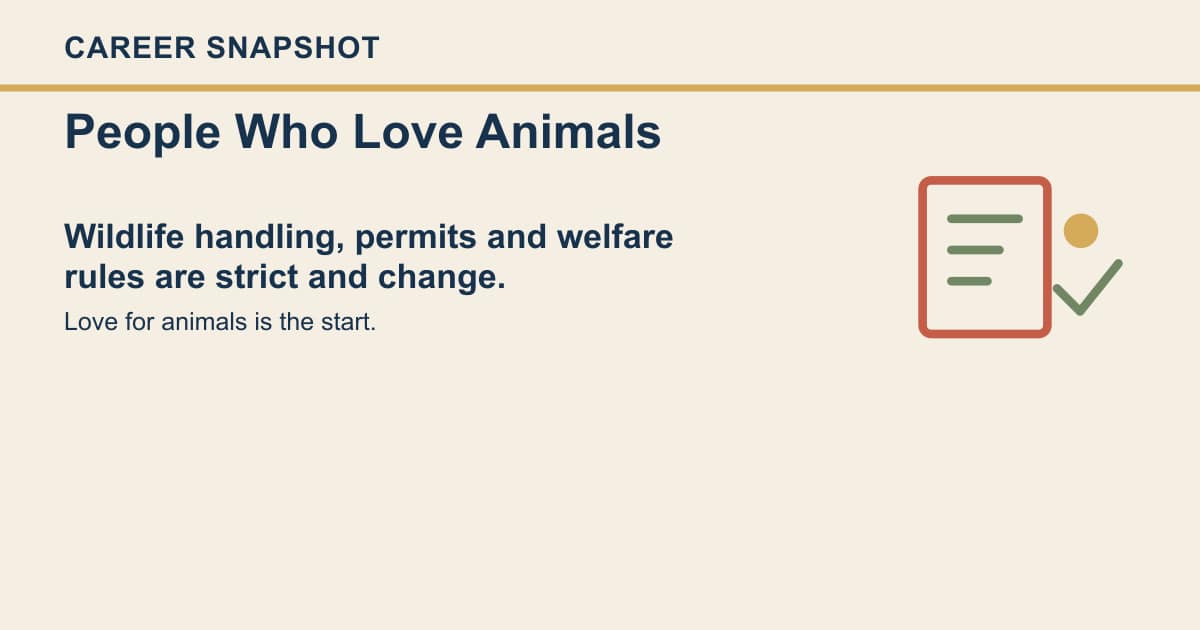 CAREER SNAPSHOT
People Who Love Animals
Wildlife handling, permits and welfare
rules are strict and change.
Love for animals is the start.